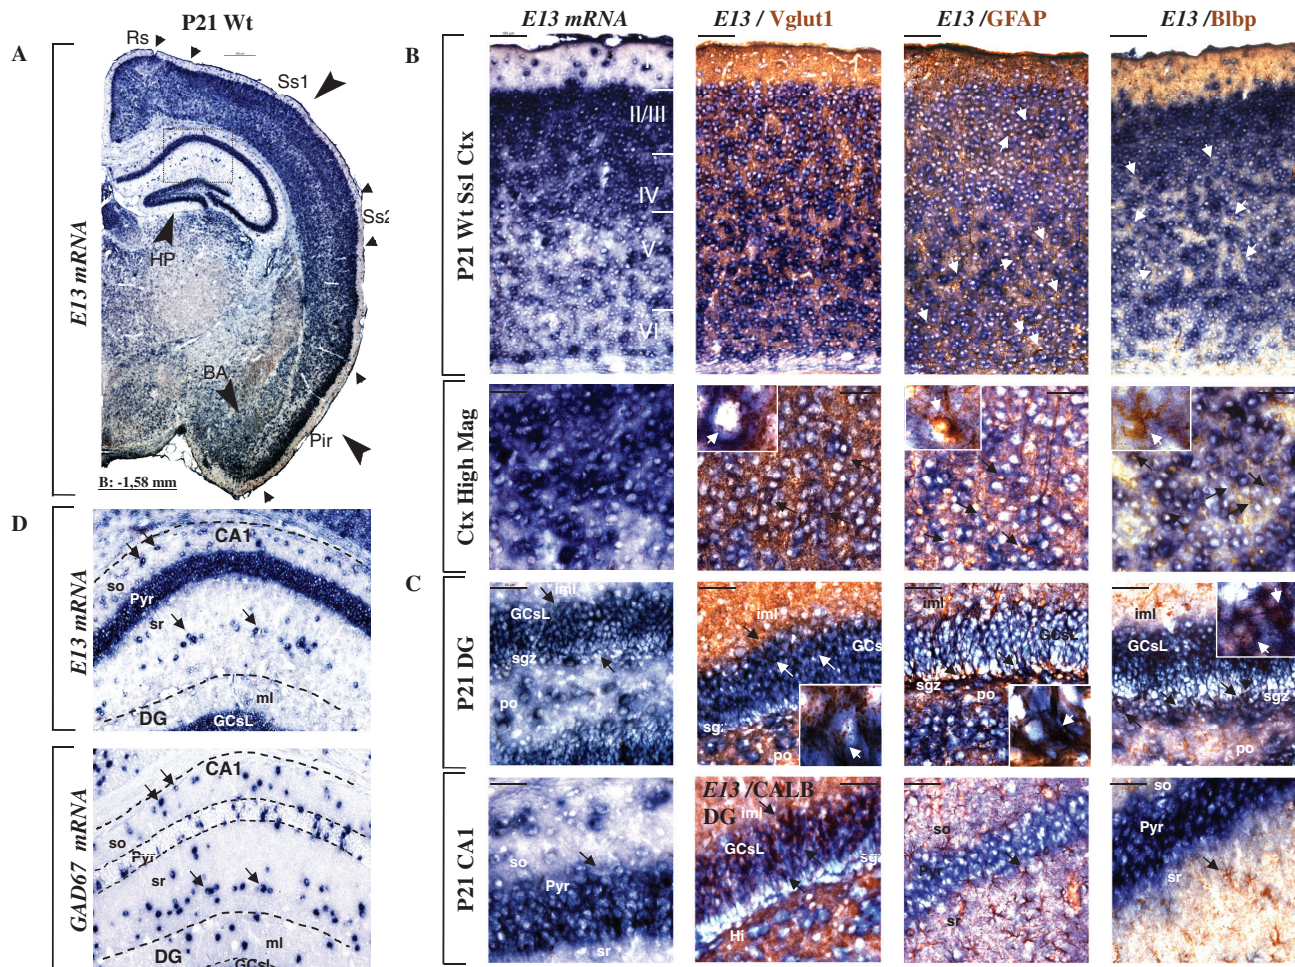 P21 Wt
A
E13 mRNA
Rs
Ss1
Ss2
HP
BA
Pir
B: -1,58 mm
B
E13 mRNA
E13 / Vglut1
E13 /GFAP
E13 /Blbp
P21 Wt Ss1 Ctx
I
II/III
IV
V
VI
Ctx High Mag
C
P21 DG
iml
GCsL
sgz
po
iml
GCs
sgz
po
iml
GCsL
sgz
po
iml
GCsL
sgz
po
P21 CA1
so
Pyr
sr
E13 /CALB
DG
iml
GCsL
sgz
Hi
so
Pyr
sr
so
Pyr
sr
D
E13 mRNA
CA1
so
Pyr
sr
ml
DG
GCsL
GAD67 mRNA
CA1
so
Pyr
sr
ml
DG
GCsL